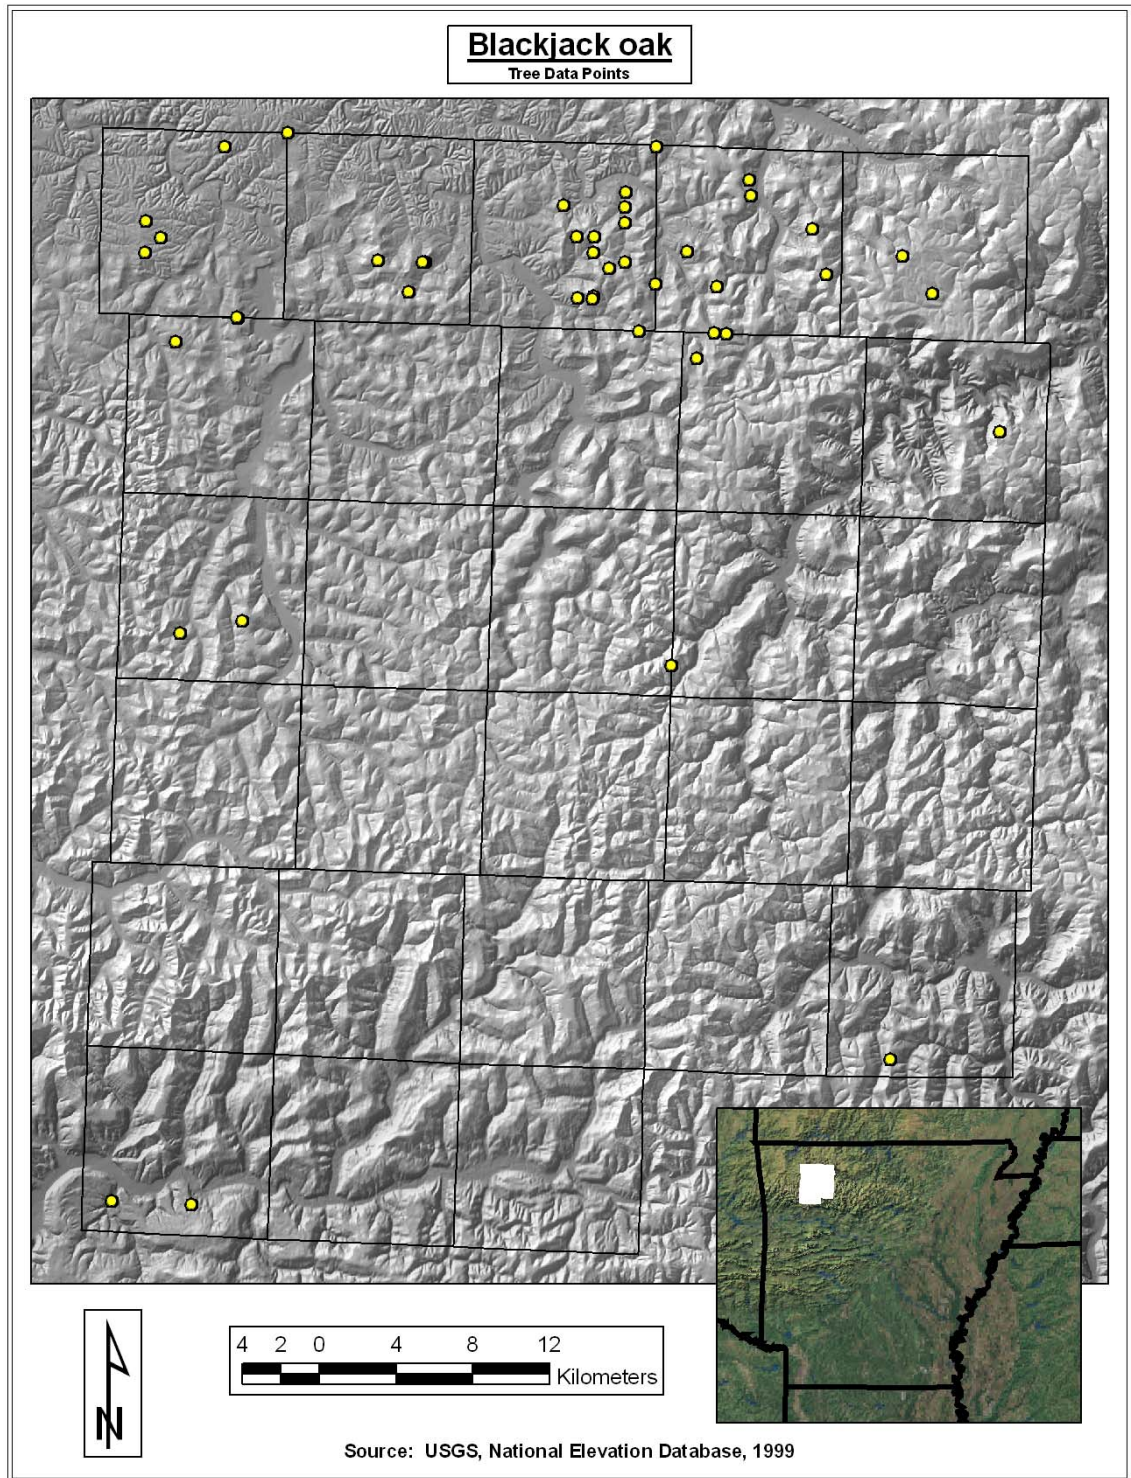 Blackjack oak
Tree Data Points
4 2 0 4 8 12
Kilometers
N
Source: USGS, National Elevation Database, 1999